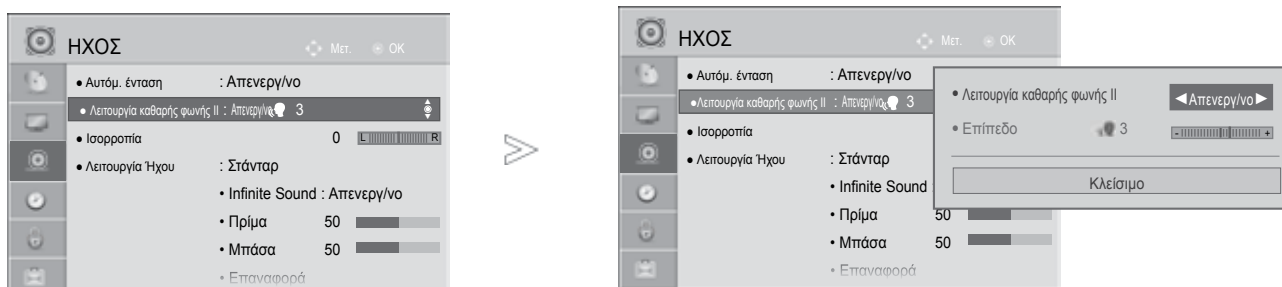 ΗΧΟΣ Μετ. OK
● Αυτόμ. ένταση : Απενεργ/νο
● Λειτουργία καθαρής φωνής II : Απενεργ/νο 3
● Ισορροπία 0 L R
● Λειτουργία Ήχου : Στάνταρ
• Infinite Sound : Απενεργ/νο
• Πρίμα 50
• Μπάσα 50
• Επαναφορά
ΗΧΟΣ Μετ. OK
● Αυτόμ. ένταση : Απενεργ/νο
●Λειτουργία καθαρής φωνής II : Απενεργ/νο 3
● Ισορροπία
● Λειτουργία Ήχου : Στάνταρ
• Infinite Sound :
• Πρίμα 50
• Μπάσα 50
• Επαναφορά
• Λειτουργία καθαρής φωνής II ◄Απενεργ/νο►
• Επίπεδο 3 - +
Κλείσιμο